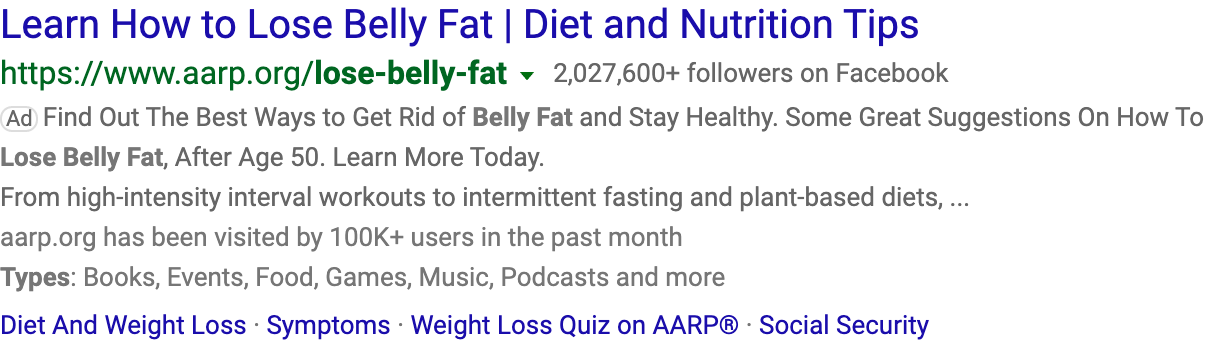 Learn How to Lose Belly Fat | Diet and Nutrition Tips
https://www.aarp.org/lose-belly-fat 2,027,600+ followers on Facebook
Ad Find Out The Best Ways to Get Rid of Belly Fat and Stay Healthy. Some Great Suggestions On How To
Lose Belly Fat, After Age 50. Learn More Today.
From high-intensity interval workouts to intermittent fasting and plant-based diets, ...
aarp.org has been visited by 100K+ users in the past month
Types: Books, Events, Food, Games, Music, Podcasts and more
Diet And Weight Loss · Symptoms · Weight Loss Quiz on AARP® · Social Security